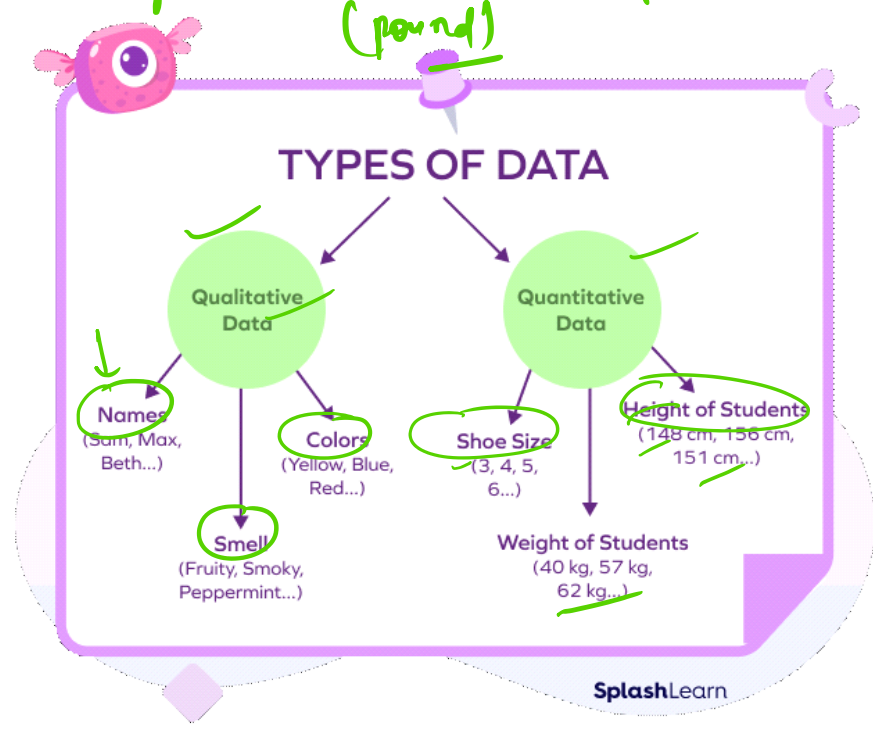 (pound)
TYPES OF DATA
Qualitative
Data
Quantitative
Data
Names
(Sam, Max,
Beth...)
Colors
(Yellow, Blue,
Red...)
Smell
(Fruity, Smoky,
Peppermint...)
Shoe Size
(3, 4, 5,
6...)
Height of Students
(148 cm, 156 cm,
151 cm...)
Weight of Students
(40 kg, 57 kg,
62 kg...)
SplashLearn